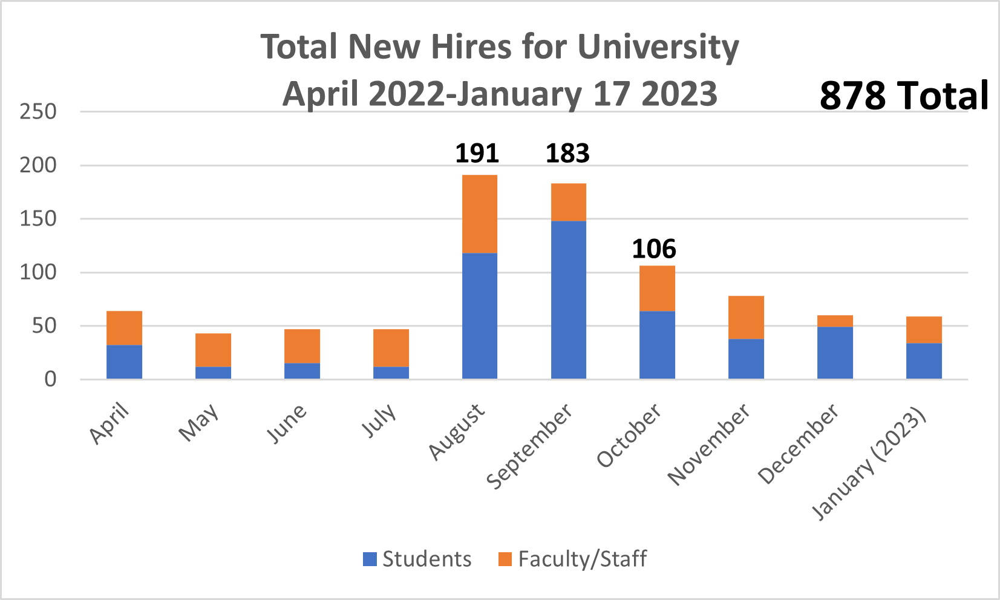 Total New Hires for University
April 2022-January 17 2023
878 Total
250
200
150
100
50
0
191
183
106
April
May
June
July
August
September
October
November
December
January (2023)
Students
Faculty/Staff